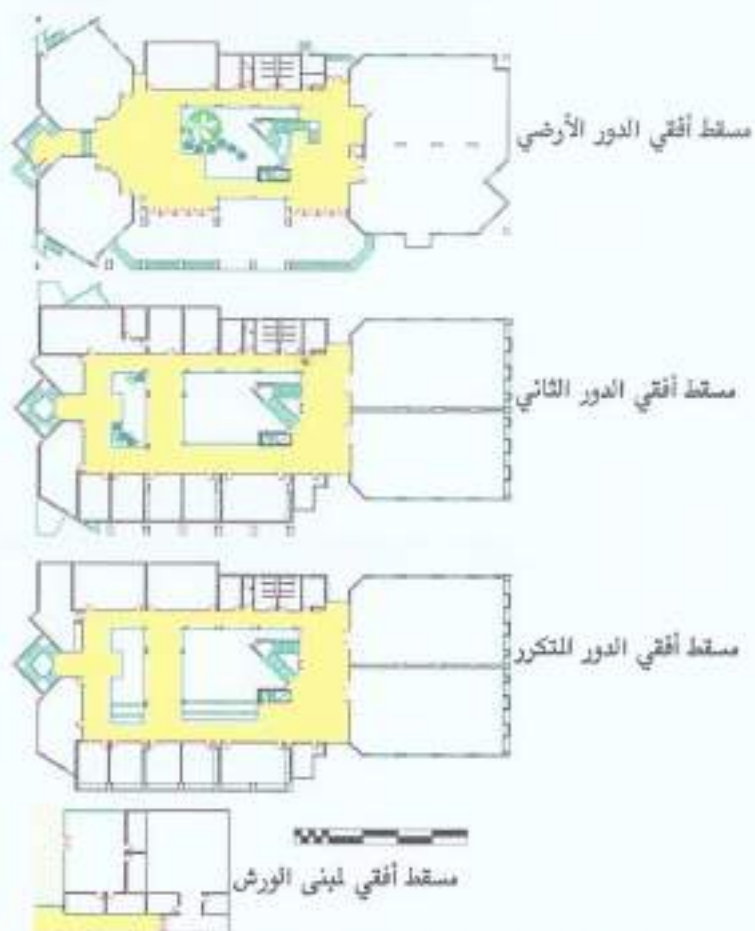 مسقط أفقي الدور الأرضي
مسقط أفقي الدور الثاني
مسقط أفقي الدور المتكرر
مسقط أفقي لمبنى الورش